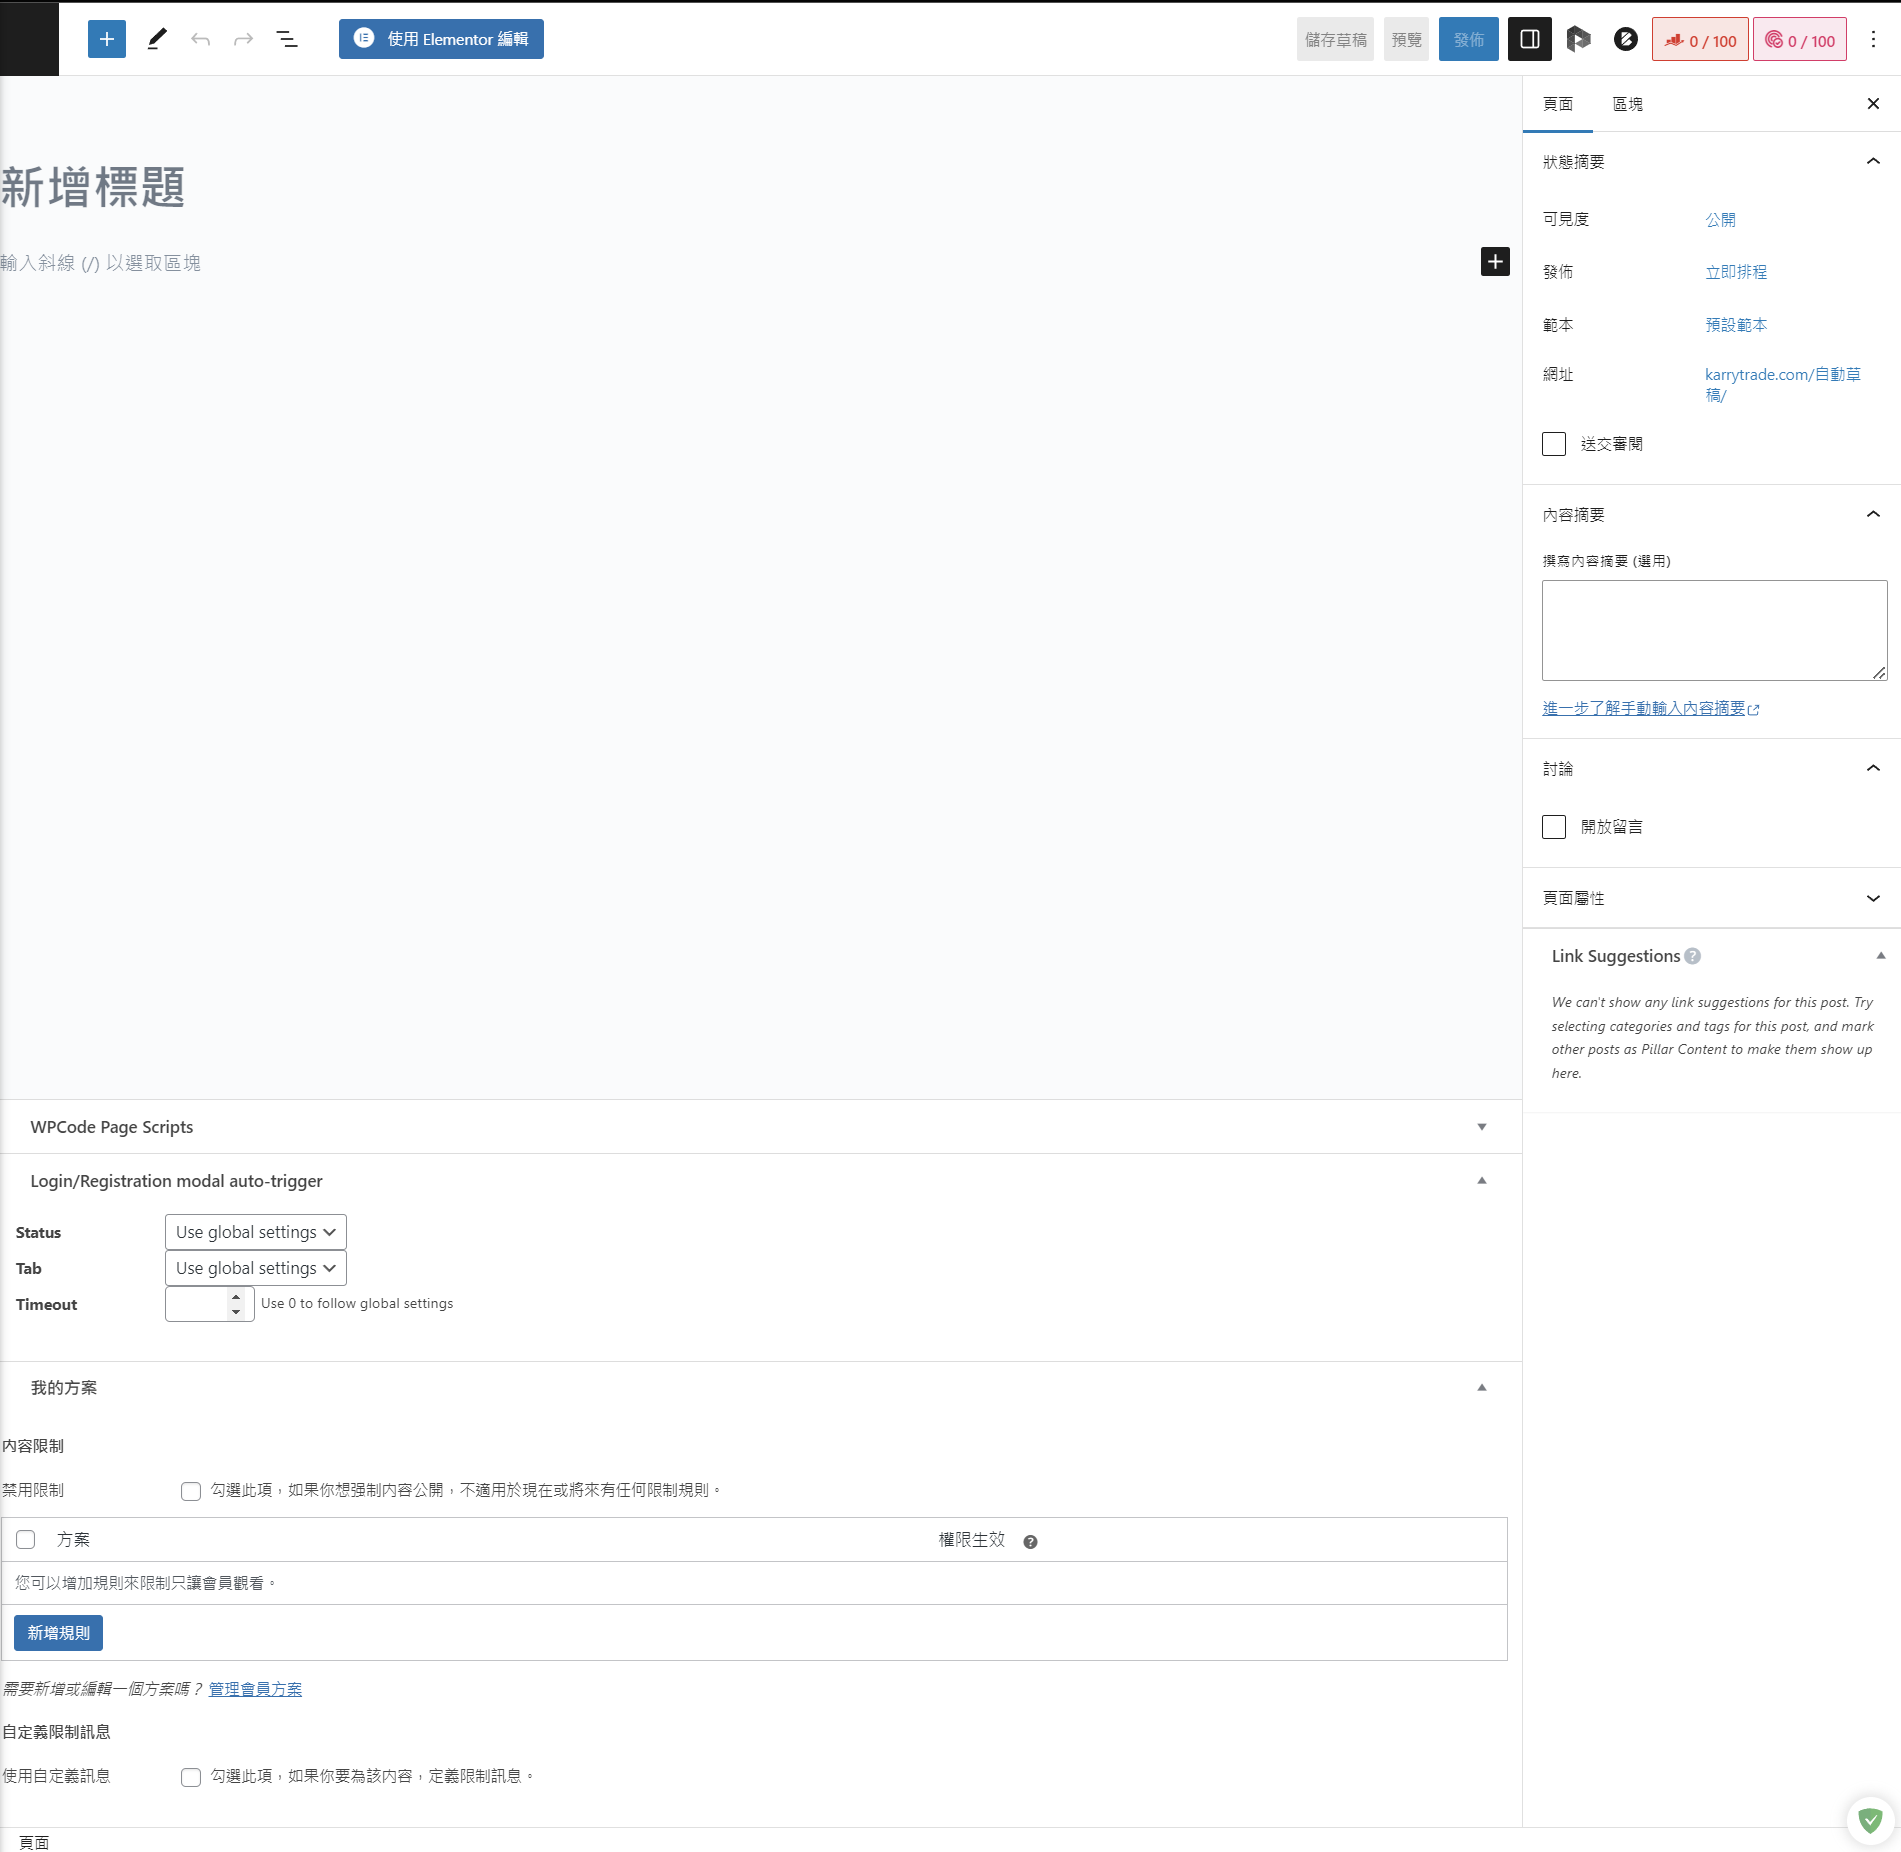 使用 Elementor 編輯
儲存草稿
預覽
發佈
0 / 100
0 / 100
頁面
區塊
新增標題
輸入斜線 (/) 以選取區塊
狀態摘要
可見度
公開
發佈
立即排程
範本
預設範本
網址
karrytrade.com/自動草
稿/
送交審閱
內容摘要
撰寫內容摘要 (選用)
進一步了解手動輸入內容摘要
討論
開放留言
頁面屬性
Link Suggestions
We can't show any link suggestions for this post. Try
selecting categories and tags for this post, and mark
other posts as Pillar Content to make them show up
here.
WPCode Page Scripts
Login/Registration modal auto-trigger
Status
Use global settings
Tab
Use global settings
Timeout
Use 0 to follow global settings
我的方案
內容限制
禁用限制
勾選此項，如果你想强制內容公開，不適用於現在或將來有任何限制規則。
方案
權限生效
您可以增加規則來限制只讓會員觀看。
新增規則
需要新增或編輯一個方案嗎？ 管理會員方案
自定義限制訊息
使用自定義訊息
勾選此項，如果你要為該內容，定義限制訊息。
頁面